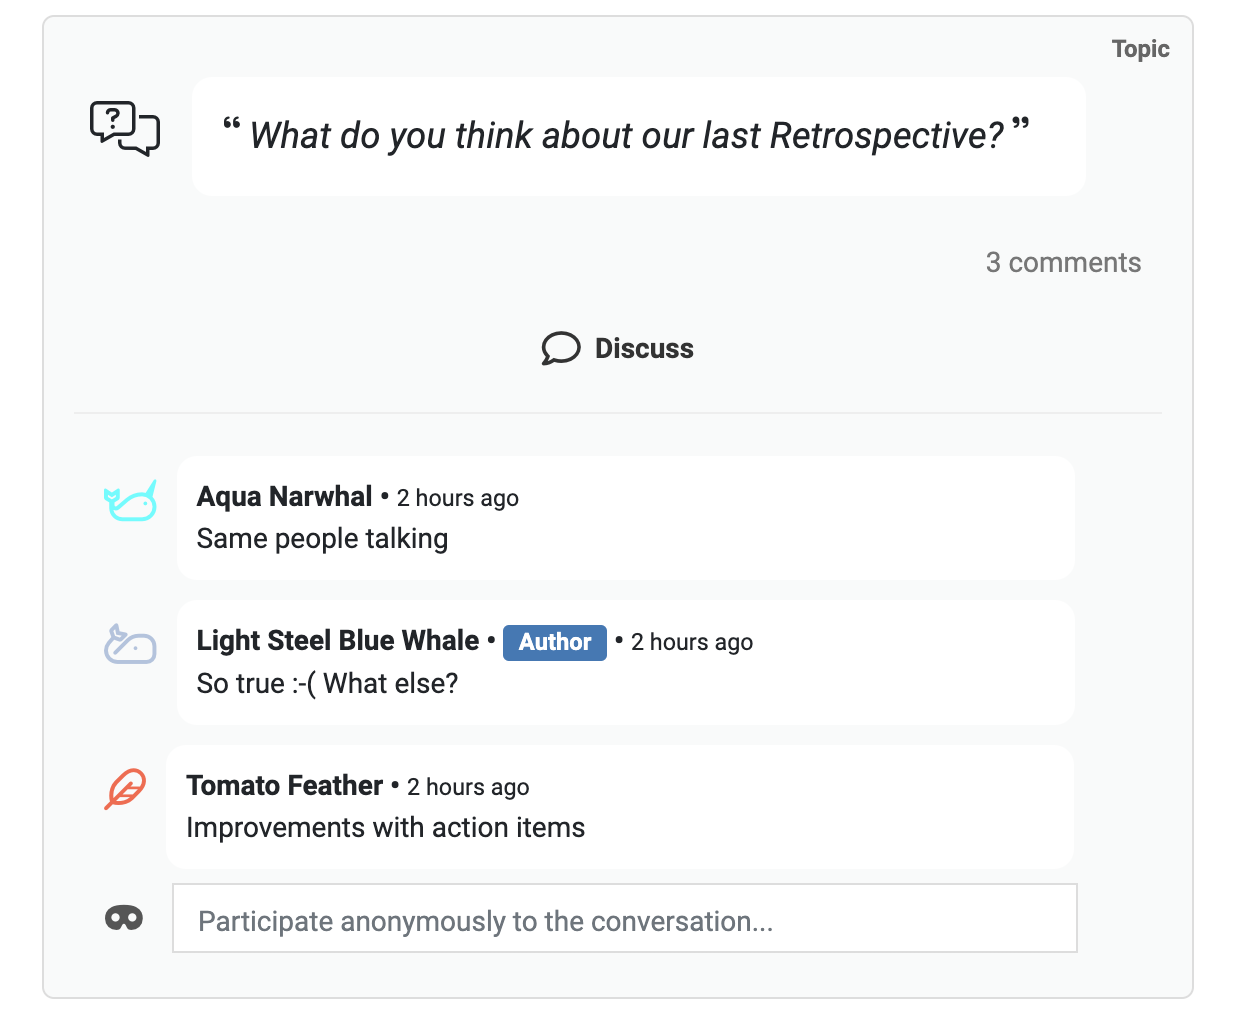 Topic
?
“ What do you think about our last Retrospective? ”
3 comments
Discuss
Aqua Narwhal • 2 hours ago
Same people talking
Light Steel Blue Whale • Author • 2 hours ago
So true :-( What else?
Tomato Feather • 2 hours ago
Improvements with action items
Participate anonymously to the conversation...